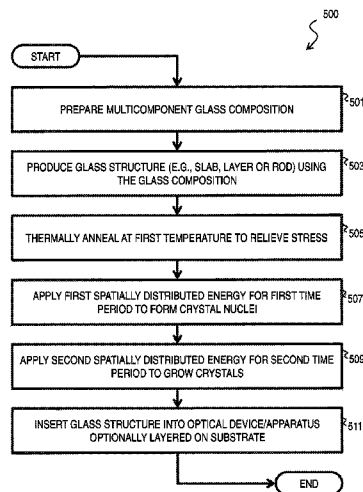 500
START
PREPARE MULTICOMPONENT GLASS COMPOSITION
501
PRODUCE GLASS STRUCTURE (E.G., SLAB, LAYER OR ROD) USING
THE GLASS COMPOSITION
503
THERMALLY ANNEAL AT FIRST TEMPERATURE TO RELIEVE STRESS
505
APPLY FIRST SPATIALLY DISTRIBUTED ENERGY FOR FIRST TIME
PERIOD TO FORM CRYSTAL NUCLEI
507
APPLY SECOND SPATIALLY DISTRIBUTED ENERGY FOR SECOND TIME
PERIOD TO GROW CRYSTALS
509
INSERT GLASS STRUCTURE INTO OPTICAL DEVICE/APPARATUS
OPTIONALLY LAYERED ON SUBSTRATE
511
END